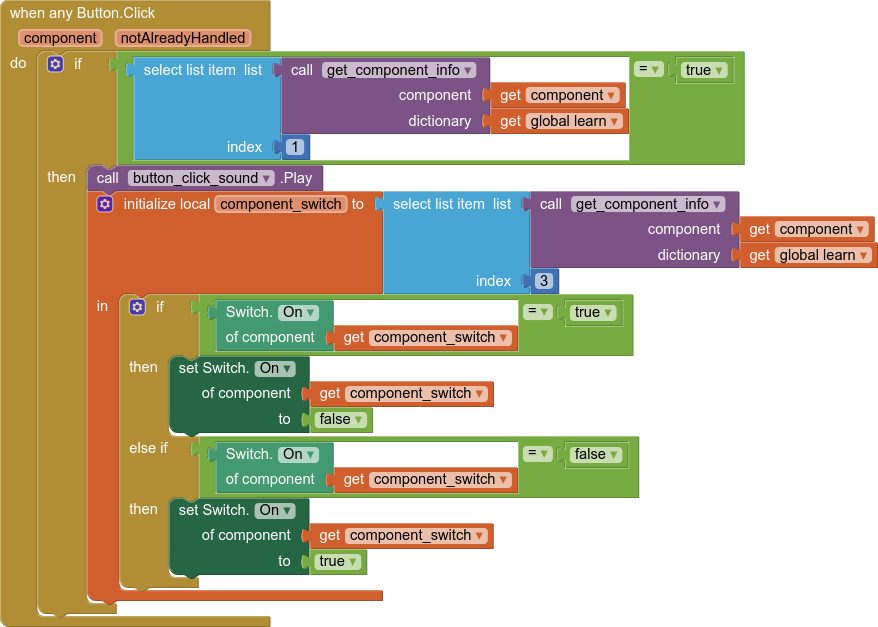 when any Button.Click
component notAlreadyHandled
do if select list item list call get_component_info = true
component get component
dictionary get global learn
index 1
then call button_click_sound .Play
initialize local component_switch to select list item list call get_component_info
component get component
dictionary get global learn
index 3
in if Switch. On = true
of component get component_switch
then set Switch. On
of component get component_switch
to false
else if Switch. On = false
of component get component_switch
then set Switch. On
of component get component_switch
to true